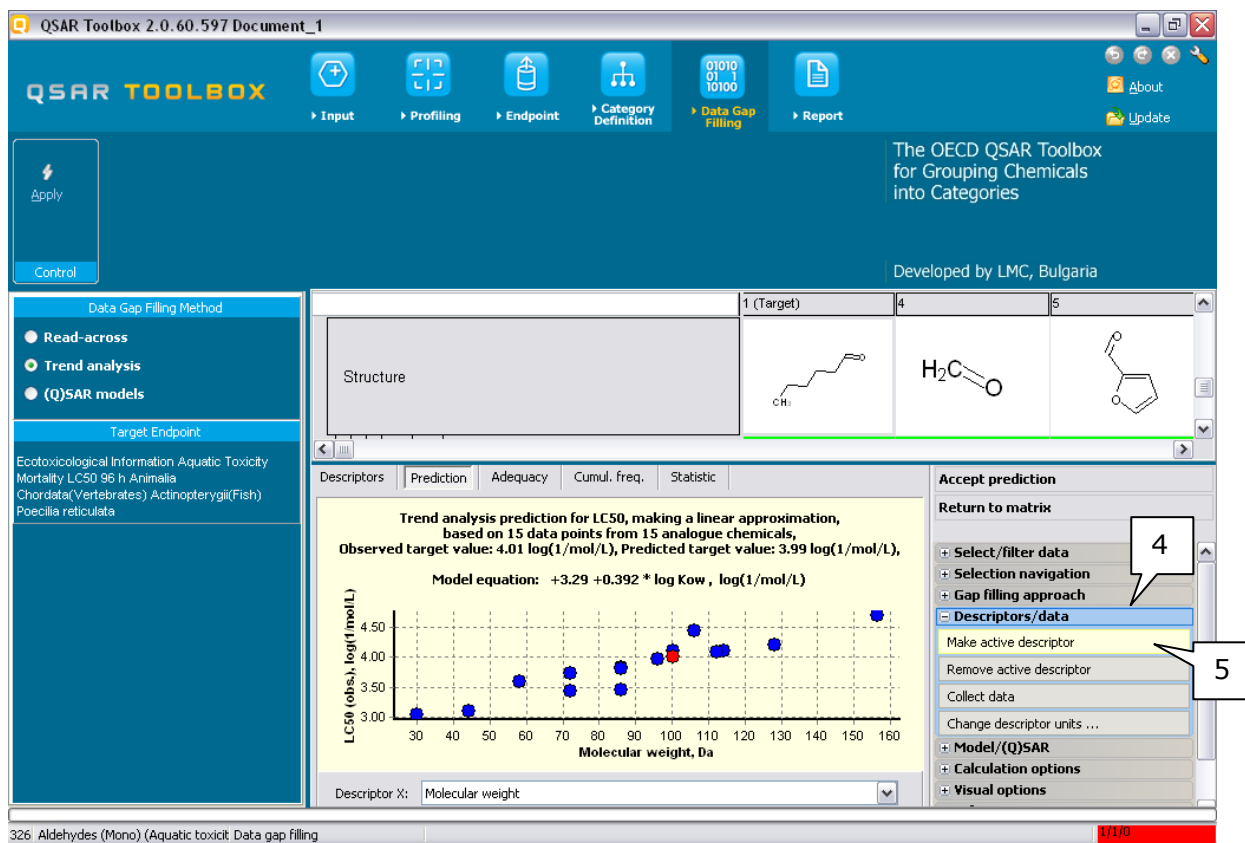 QSAR Toolbox 2.0.60.597 Document_1
QSAR TOOLBOX
Input
Profiling
Endpoint
Category
Definition
01010
01 1
10100
Data Gap
Filling
Report
About
Update
Apply
Control
The OECD QSAR Toolbox
for Grouping Chemicals
into Categories
Developed by LMC, Bulgaria
Data Gap Filling Method
Read-across
Trend analysis
(Q)SAR models
Target Endpoint
Ecotoxicological Information Aquatic Toxicity
Mortality LC50 96 h Animalia
Chordata(Vertebrates) Actinopterygii(Fish)
Poecilia reticulata
1 (Target) 4 5
Structure
CH₃ O
H₂C O
O O
Descriptors Prediction Adequacy Cumul. freq. Statistic
Trend analysis prediction for LC50, making a linear approximation,
based on 15 data points from 15 analogue chemicals,
Observed target value: 4.01 log(1/mol/L), Predicted target value: 3.99 log(1/mol/L),
Model equation: +3.29 +0.392 * log Kow , log(1/mol/L)
LC50 (obs.), log(1/mol/L)
4.50
4.00
3.50
3.00
30 40 50 60 70 80 90 100 110 120 130 140 150 160
Molecular weight, Da
Descriptor X: Molecular weight
Accept prediction
Return to matrix
4
Select/filter data
Selection navigation
Gap filling approach
Descriptors/data
Make active descriptor
5
Remove active descriptor
Collect data
Change descriptor units ...
Model/(Q)SAR
Calculation options
Visual options
326 Aldehydes (Mono) (Aquatic toxicit Data gap filling
1/1/0